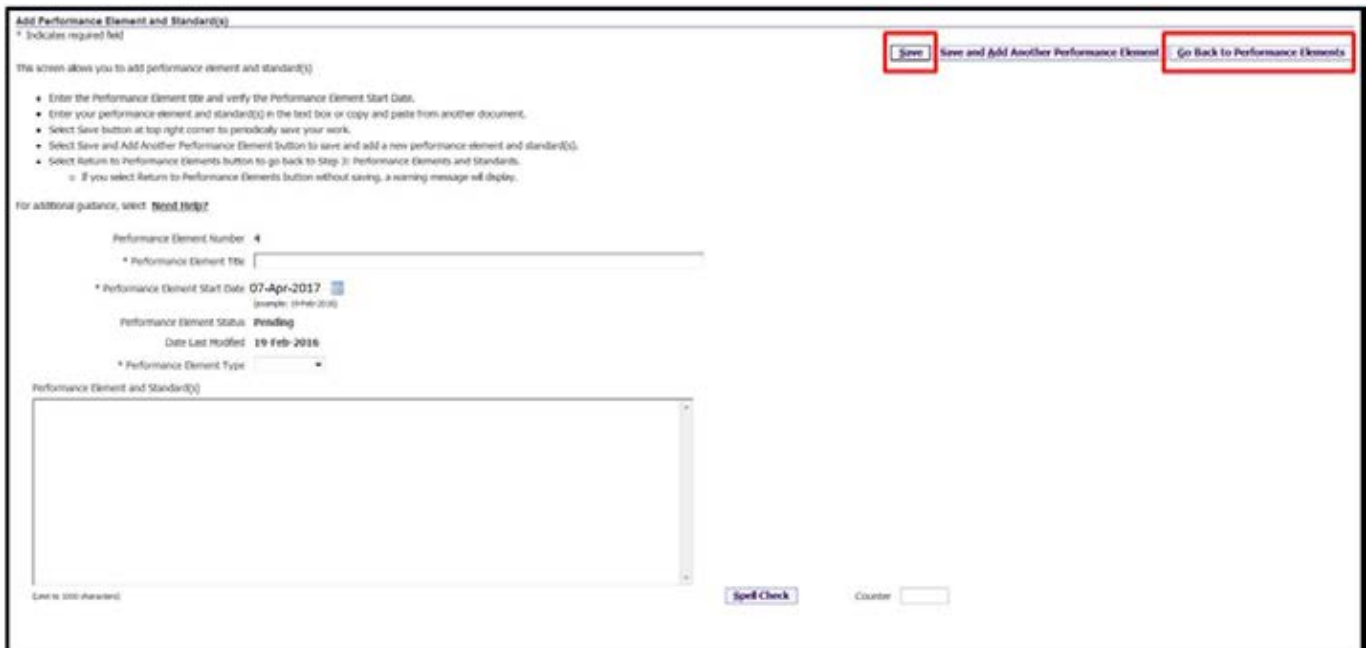 Add Performance Element and Standard(s)
* Indicates required field
Save Save and Add Another Performance Element Go Back to Performance Elements
This screen allows you to add performance element and standard(s)
Enter the Performance Element title and verify the Performance Element Start Date.
Enter your performance element and standard(s) in the text box or copy and paste from another document.
Select Save button at top right corner to periodically save your work.
Select Save and Add Another Performance Element button to save and add a new performance element and standard(s).
Select Return to Performance Elements button to go back to Step 3: Performance Elements and Standards.
If you select Return to Performance Elements button without saving, a warning message will display.
For additional guidance, select Need Help?
Performance Element Number 4
* Performance Element Title
* Performance Element Start Date 07-Apr-2017
(example: 19-Feb-2016)
Performance Element Status Pending
Date Last Modified 19-Feb-2016
* Performance Element Type
Performance Element and Standard(s)
(Limit to 1000 characters)
Spell Check Counter